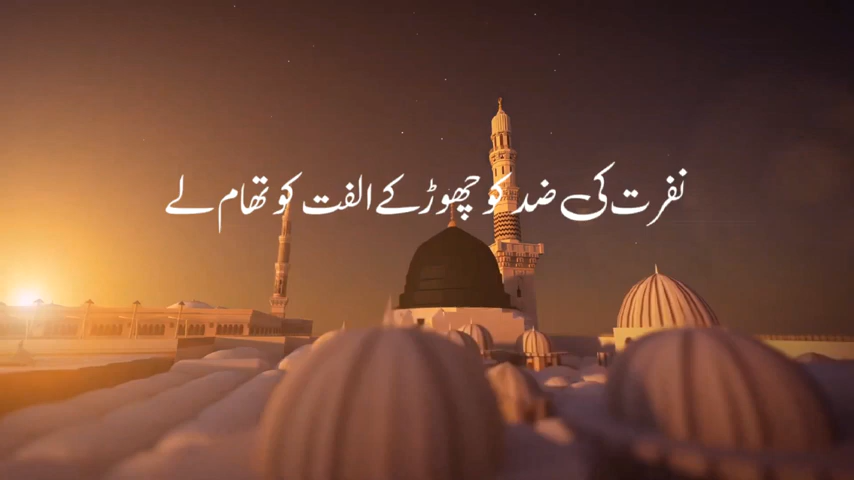 نفرت کی ضد کو چھوڑ کے الفت کو تھام لے